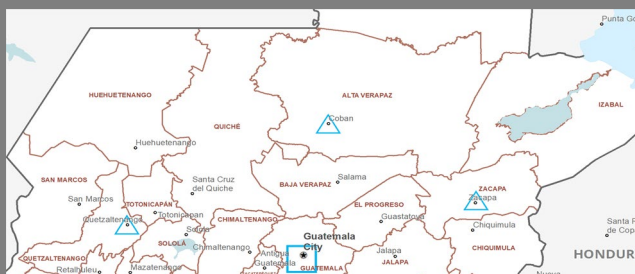 Punta Go
HUEHUETENANGO
ALTA VERAPAZ
IZABAL
Coban
QUICHÉ
Huehuetenango
SAN MARCOS
Santa Cruz
del Quiche
BAJA VERAPAZ
Salama
ZACAPA
Zacapa
San Marcos
TOTONICAPÁN
Totonicapan
EL PROGRESO
Quetzaltenango
CHIMALTENANGO
Guastatoya
Chiquimula
Santa R
de Cop
Solola
SOLOLÁ
Guatemala
City
Chimaltenango
Antigua
Guatemala
Jalapa
JALAPA
CHIQUIMULA
HONDUR
QUETZALTENANGO
Retalhuleu
Mazatenango
GUATEMALA